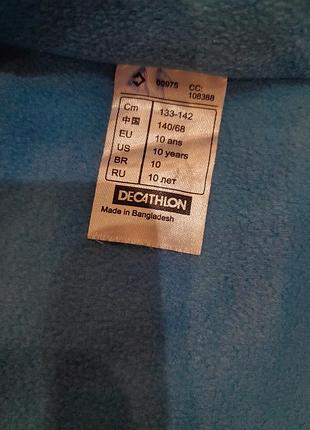 60975 CC:
108388
Cm 133-142
中国 140/68
EU 10 ans
US 10 years
BR 10
RU 10 лет
DECATHLON
Made in Bangladesh